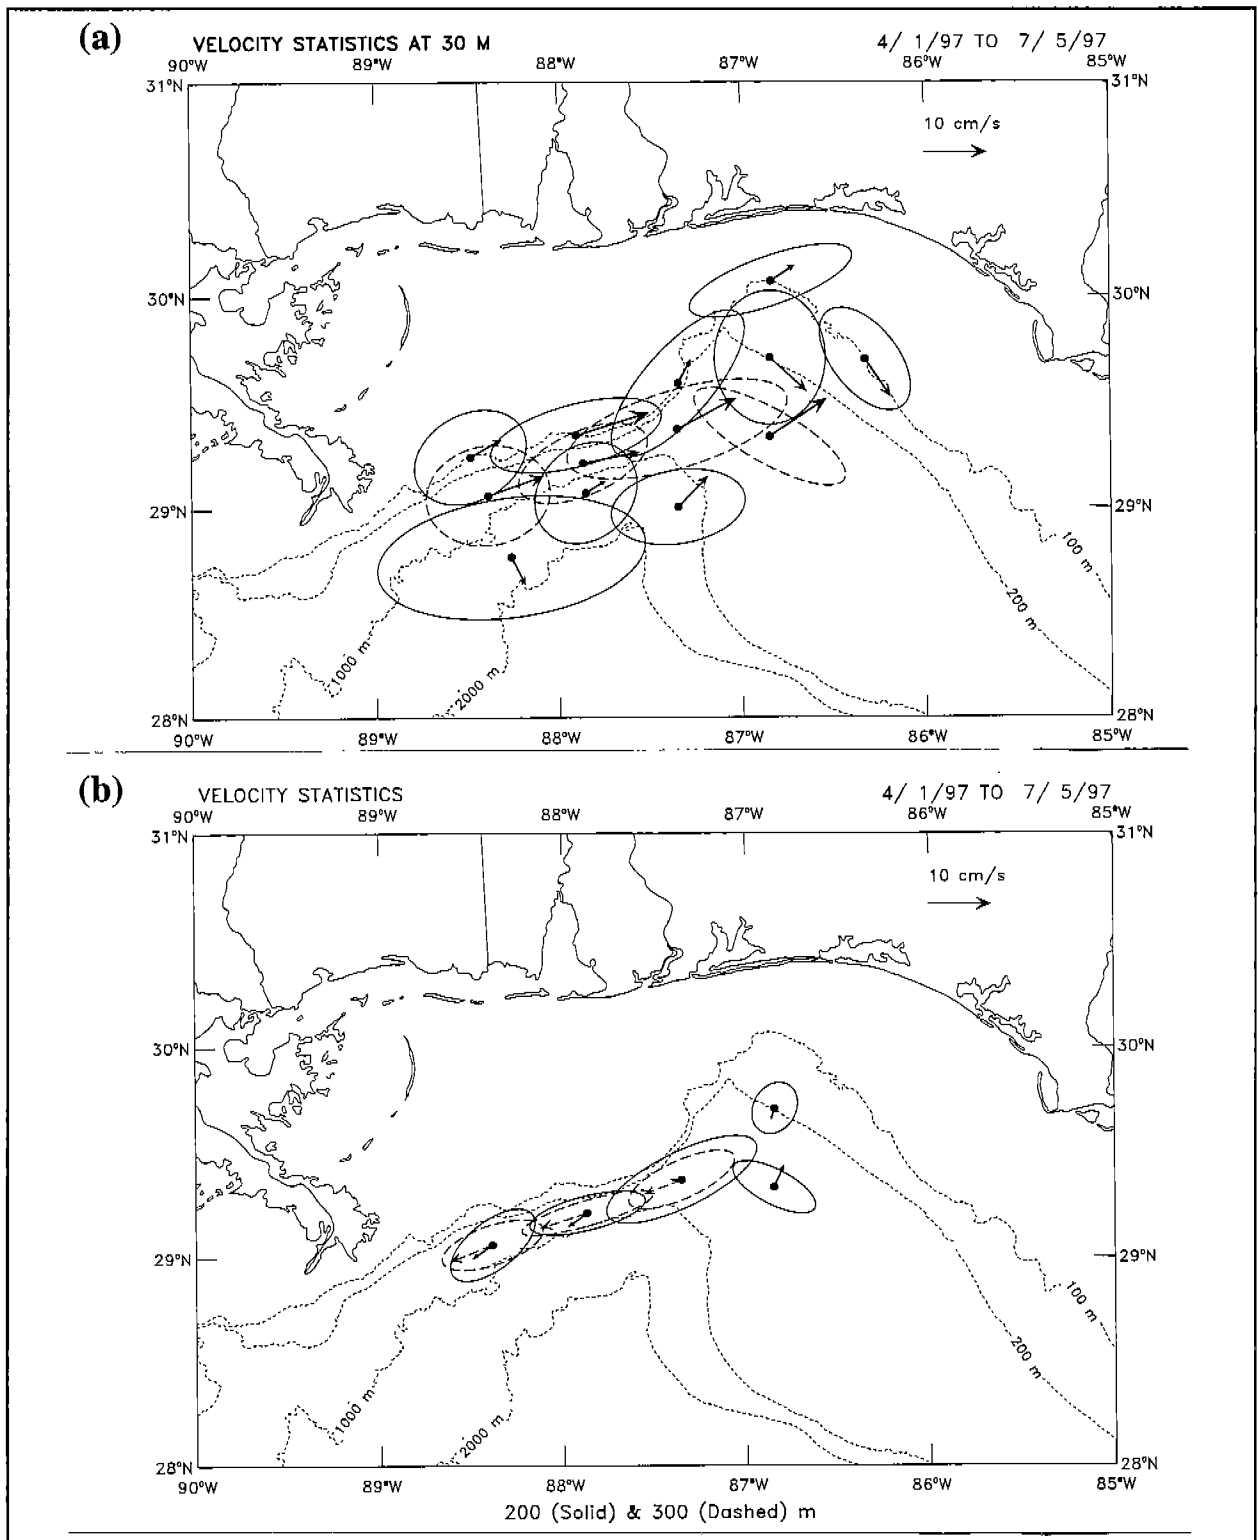 (a) VELOCITY STATISTICS AT 30 M 4/ 1/97 TO 7/ 5/97
90°W 89°W 88°W 87°W 86°W 85°W
31°N 31°N
10 cm/s
30°N 30°N
29°N 29°N
100 m
200 m
1000 m
2000 m
28°N 28°N
90°W 89°W 88°W 87°W 86°W 85°W
(b) VELOCITY STATISTICS 4/ 1/97 TO 7/ 5/97
90°W 89°W 88°W 87°W 86°W 85°W
31°N 31°N
10 cm/s
30°N 30°N
29°N 29°N
100 m
200 m
1000 m
2000 m
28°N 28°N
90°W 89°W 88°W 87°W 86°W 85°W
200 (Solid) & 300 (Dashed) m